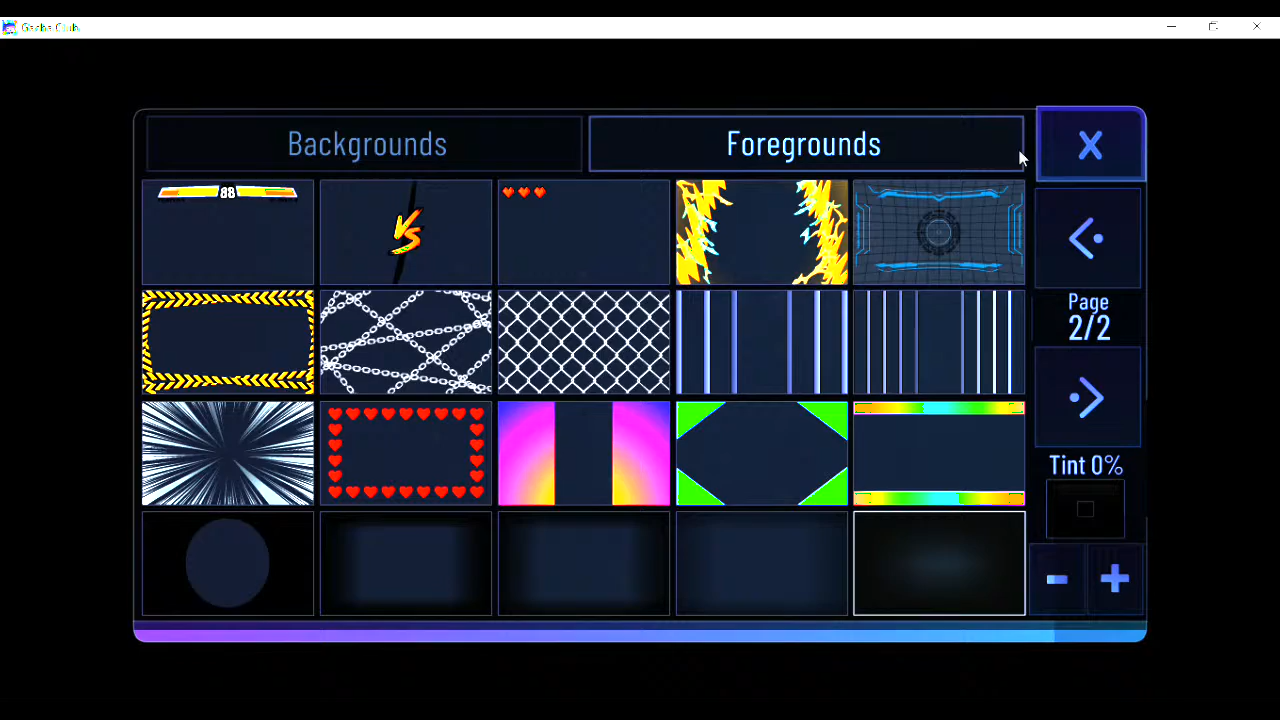 Gacha Club
Backgrounds
Foregrounds
X
88
VS
Page
2/2
Tint 0%
- +